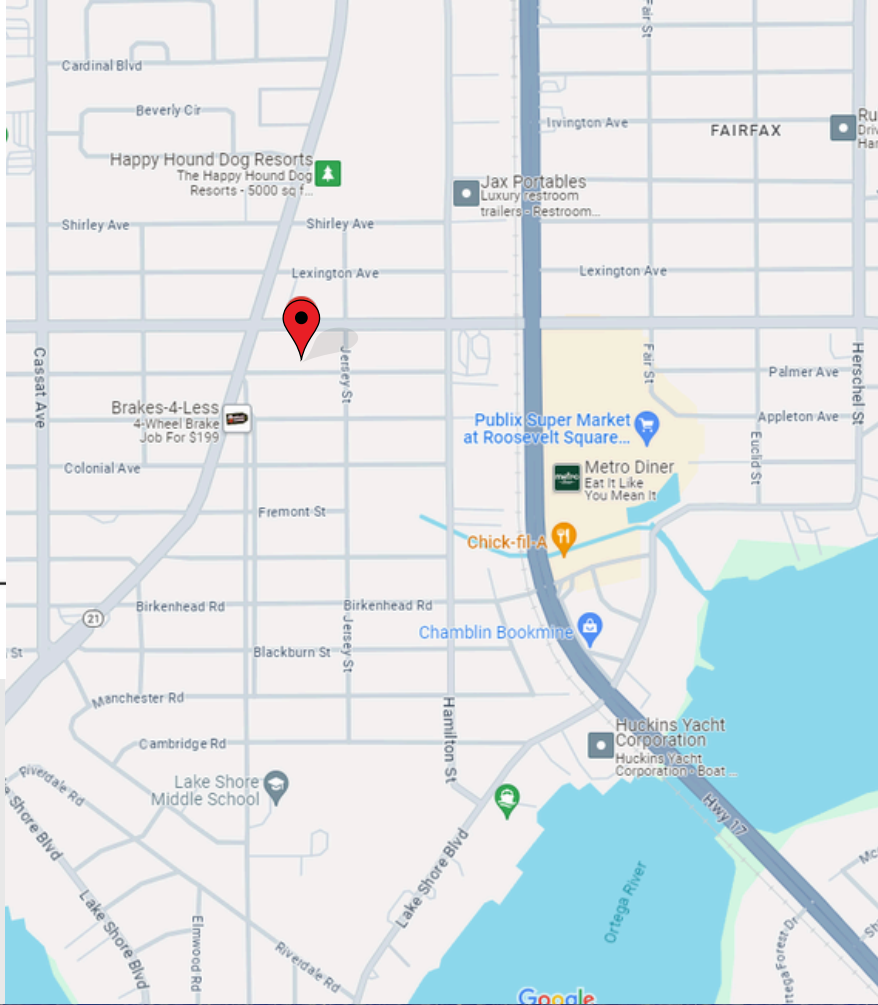 Fair St
Cardinal Blvd
Beverly Cir
Irvington Ave
FAIRFAX
Happy Hound Dog Resorts
The Happy Hound Dog
Resorts - 5000 sq f...
Jax Portables
Luxury restroom
trailers - Restroom...
Shirley Ave
Shirley Ave
Lexington Ave
Lexington Ave
Cassat Ave
Jersey St
Fair St
Herschel St
Palmer Ave
Brakes-4-Less
4-Wheel Brake
Job For $199
Publix Super Market
at Roosevelt Square...
Appleton Ave
Euclid St
Colonial Ave
metro
Metro Diner
Eat It Like
You Mean It
Fremont St
Chick-fil-A
Birkenhead Rd
Birkenhead Rd
21
Jersey St
Chamblin Bookmine
St
Blackburn St
Manchester Rd
Hamilton St
Cambridge Rd
Huckins Yacht
Corporation
Huckins Yacht
Corporation - Boat...
Riverdale Rd
Lake Shore
Middle School
Hwy 17
Lake Shore Blvd
Lake Shore Blvd
Lake Shore Blvd
Elmwood Rd
Riverdale Rd
Ortega River
Google